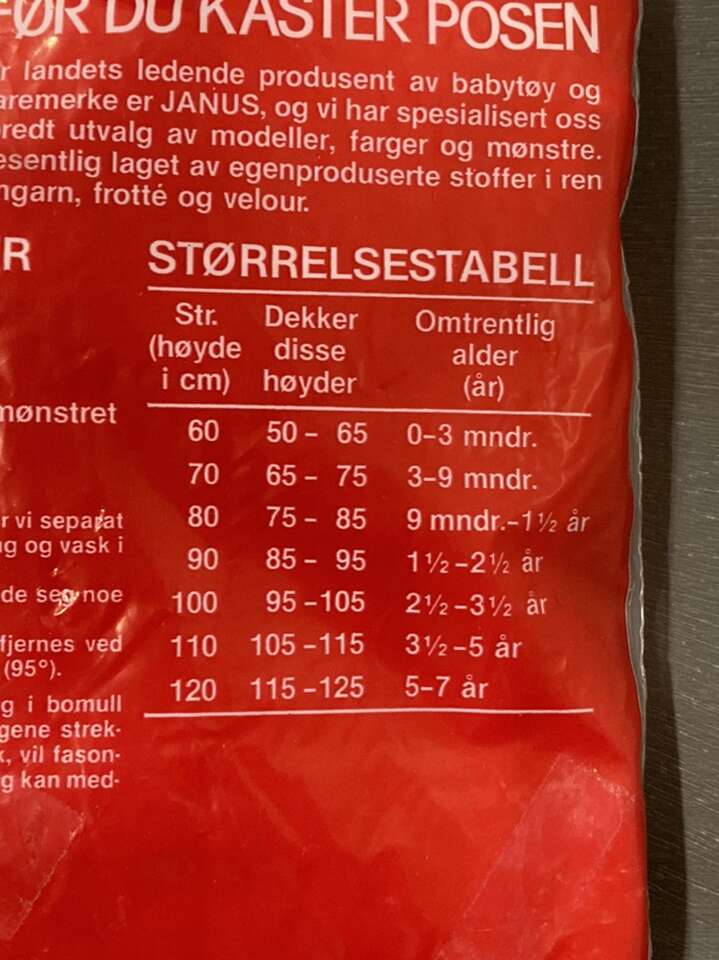 FØR DU KASTER POSEN
r landets ledende produsent av babytøy og
aremerke er JANUS, og vi har spesialisert oss
redt utvalg av modeller, farger og mønstre.
esentlig laget av egenproduserte stoffer i ren
ngarn, frotté og velour.
R
mønstret
r vi separat
g og vask i
de seg noe
fjernes ved
(95°).
g i bomull
gene strek-
k, vil fason-
g kan med-
STØRRELSESTABELL
Str. (høyde i cm) Dekker disse høyder Omtrentlig alder (år)
60 50 – 65 0–3 mndr.
70 65 – 75 3–9 mndr.
80 75 – 85 9 mndr.–1½ år
90 85 – 95 1½–2½ år
100 95 –105 2½–3½ år
110 105 –115 3½–5 år
120 115 –125 5–7 år